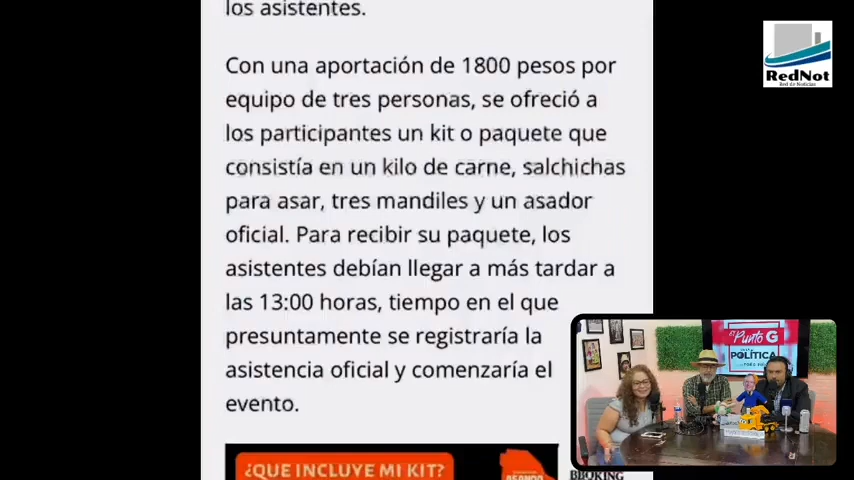 los asistentes.
Con una aportación de 1800 pesos por
equipo de tres personas, se ofreció a
los participantes un kit o paquete que
consistía en un kilo de carne, salchichas
para asar, tres mandiles y un asador
oficial. Para recibir su paquete, los
asistentes debían llegar a más tardar a
las 13:00 horas, tiempo en el que
presuntamente se registraría la
asistencia oficial y comenzaría el
evento.
¿QUE INCLUYE MI KIT?
ASANDO
BBQKING
RedNot
Red de Noticias
El Punto G
POLÍTICA